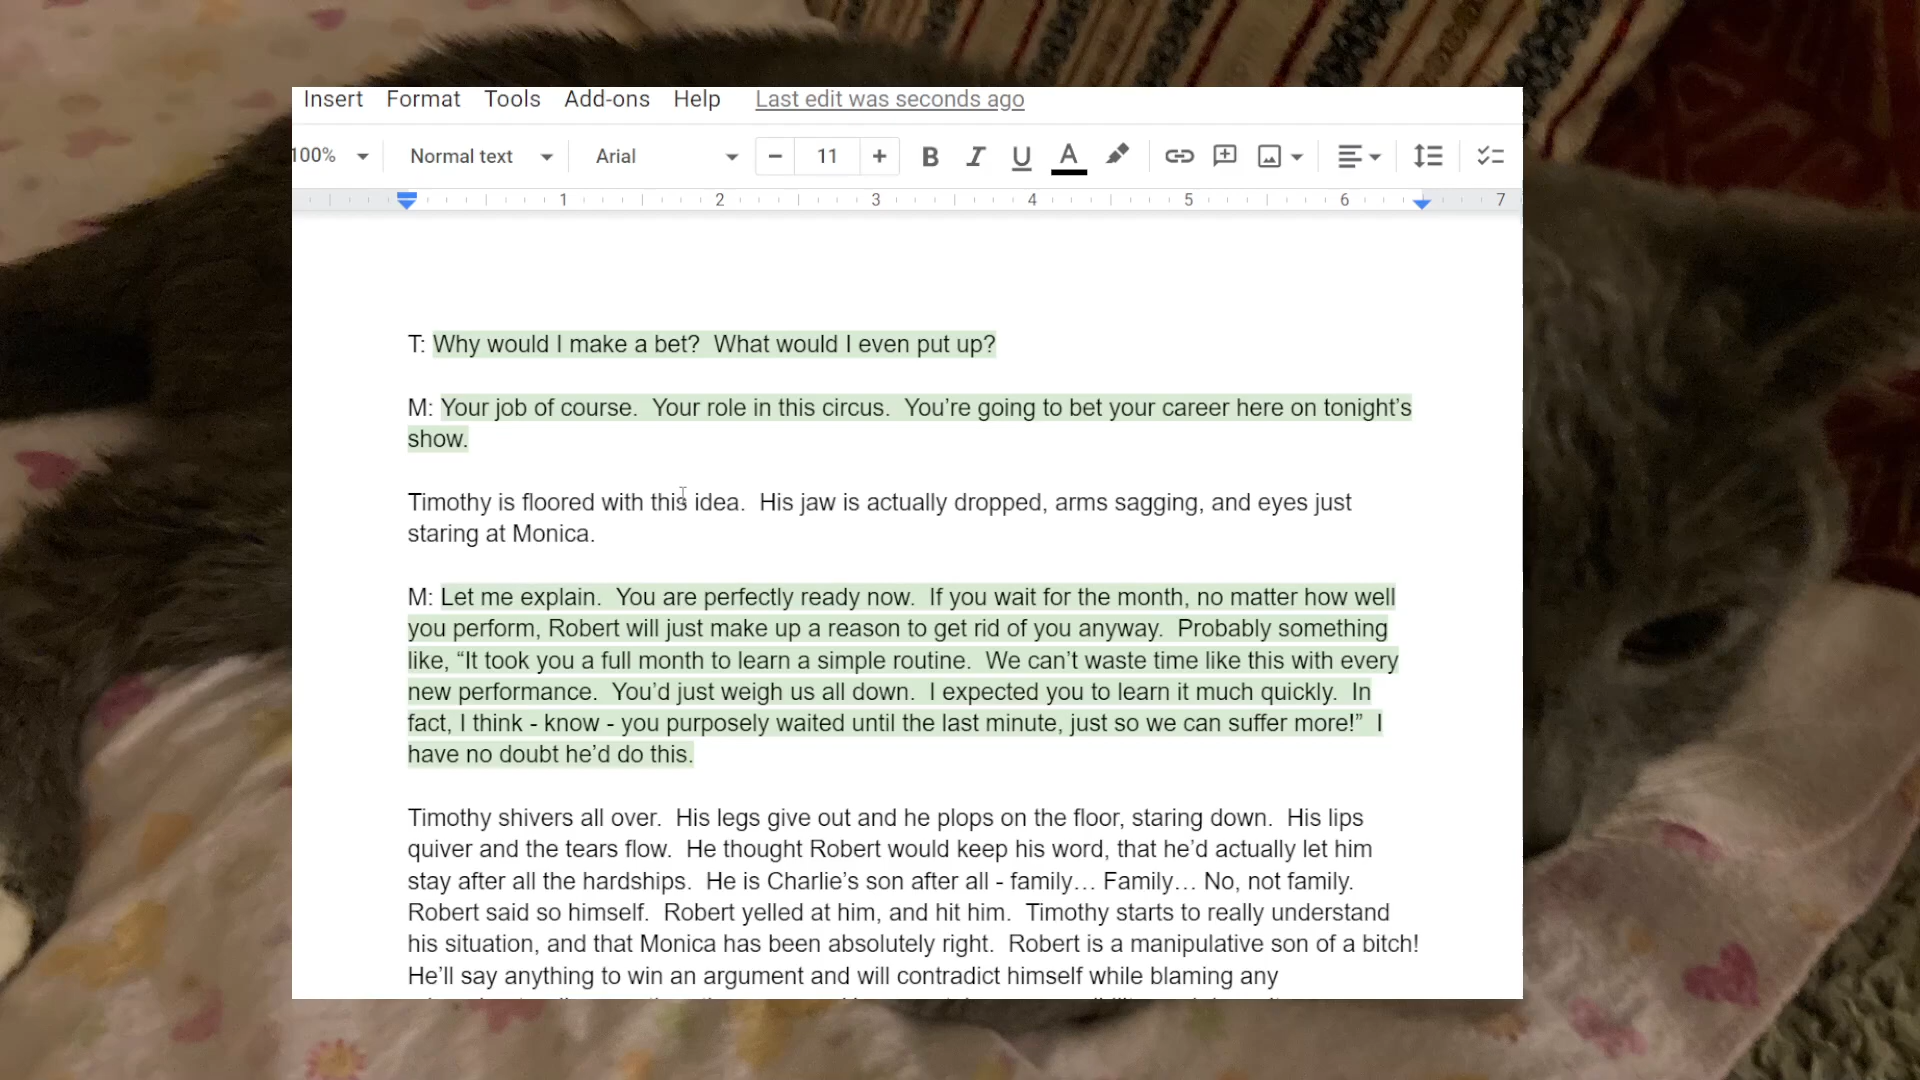 Insert Format Tools Add-ons Help Last edit was seconds ago
100% Normal text Arial − 11 + B I U A
1 2 3 4 5 6 7
T: Why would I make a bet?  What would I even put up?
M: Your job of course.  Your role in this circus.  You’re going to bet your career here on tonight’s
show.
Timothy is floored with this idea.  His jaw is actually dropped, arms sagging, and eyes just
staring at Monica.
M: Let me explain.  You are perfectly ready now.  If you wait for the month, no matter how well
you perform, Robert will just make up a reason to get rid of you anyway.  Probably something
like, “It took you a full month to learn a simple routine.  We can’t waste time like this with every
new performance.  You’d just weigh us all down.  I expected you to learn it much quickly.  In
fact, I think - know - you purposely waited until the last minute, just so we can suffer more!”  I
have no doubt he’d do this.
Timothy shivers all over.  His legs give out and he plops on the floor, staring down.  His lips
quiver and the tears flow.  He thought Robert would keep his word, that he’d actually let him
stay after all the hardships.  He is Charlie’s son after all - family… Family… No, not family.
Robert said so himself.  Robert yelled at him, and hit him.  Timothy starts to really understand
his situation, and that Monica has been absolutely right.  Robert is a manipulative son of a bitch!
He’ll say anything to win an argument and will contradict himself while blaming any